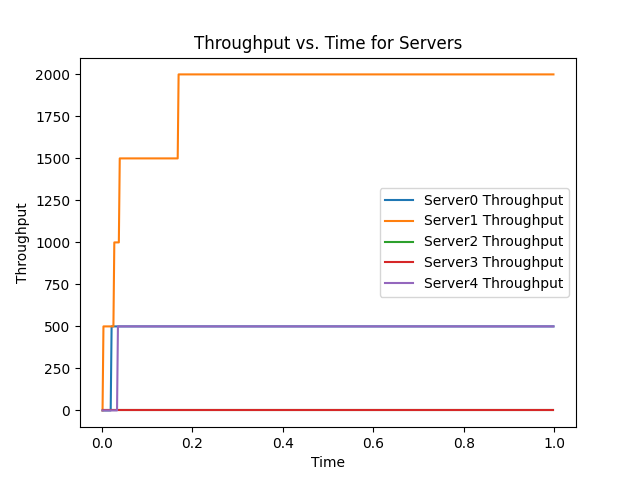 Throughput vs. Time for Servers
2000
1750
1500
1250
1000
750
500
250
0
Throughput
Server0 Throughput
Server1 Throughput
Server2 Throughput
Server3 Throughput
Server4 Throughput
0.0 0.2 0.4 0.6 0.8 1.0
Time